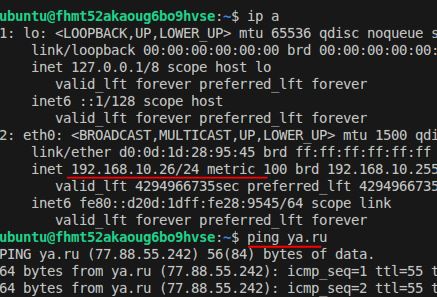 ubuntu@fhmt52akaoug6bo9hvse:~$ ip a
1: lo: <LOOPBACK,UP,LOWER_UP> mtu 65536 qdisc noqueue s
link/loopback 00:00:00:00:00:00 brd 00:00:00:00:
inet 127.0.0.1/8 scope host lo
valid_lft forever preferred_lft forever
inet6 ::1/128 scope host
valid_lft forever preferred_lft forever
2: eth0: <BROADCAST,MULTICAST,UP,LOWER_UP> mtu 1500 qdi
link/ether d0:0d:1d:28:95:45 brd ff:ff:ff:ff:ff:ff
inet 192.168.10.26/24 metric 100 brd 192.168.10.255
valid_lft 4294966735sec preferred_lft 4294966735
inet6 fe80::d20d:1dff:fe28:9545/64 scope link
valid_lft forever preferred_lft forever
ubuntu@fhmt52akaoug6bo9hvse:~$ ping ya.ru
PING ya.ru (77.88.55.242) 56(84) bytes of data.
64 bytes from ya.ru (77.88.55.242): icmp_seq=1 ttl=55 t
64 bytes from ya.ru (77.88.55.242): icmp_seq=2 ttl=55 t